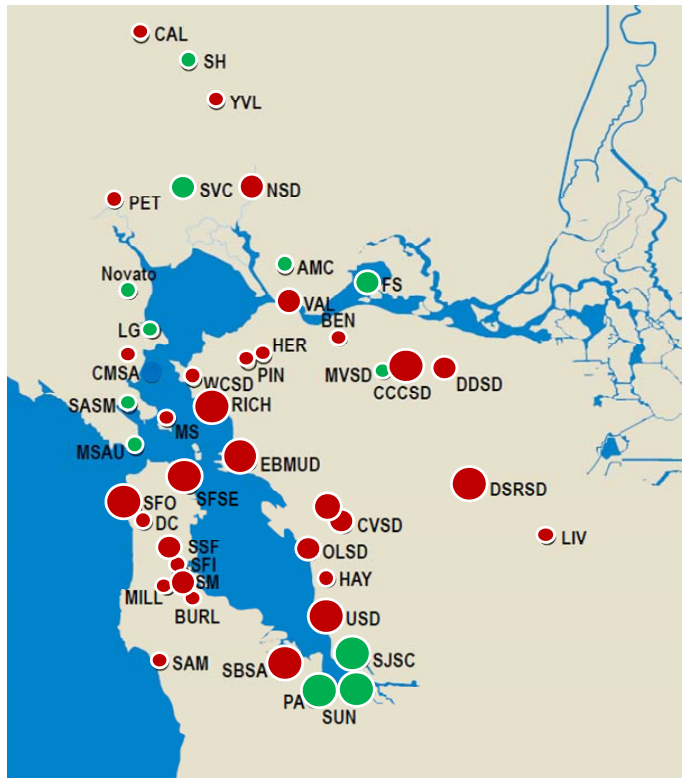 CAL
SH
YVL
SVC
NSD
PET
AMC
Novato
FS
VAL
LG
BEN
HER
CMSA
PIN
WCSD
MVSD
CCCSD
DDSD
SASM
RICH
MS
MSAU
EBMUD
SFSE
DSRSD
SFO
DC
CVSD
LIV
SSF
OLSD
SFI
SM
HAY
MILL
BURL
USD
SJSC
SAM
SBSA
PA
SUN